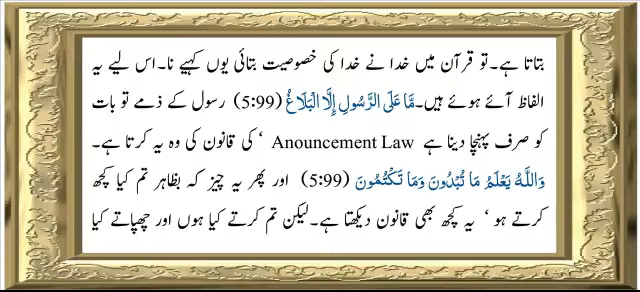 بتاتا ہے۔ تو قرآن میں خدا نے خدا کی خصوصیت بتائی یوں کہیے نا۔ اس لیے یہ
الفاظ آئے ہوئے ہیں۔ مَّا عَلَى الرَّسُولِ إِلَّا الْبَلَاغُ (5:99) رسول کے ذمے تو بات
کو صرف پہنچا دینا ہے Anouncement Law ‘ کی قانون کی وہ یہ کرتا ہے۔
وَاللَّهُ يَعْلَمُ مَا تُبْدُونَ وَمَا تَكْتُمُونَ (5:99) اور پھر یہ چیز کہ بظاہر تم کیا کچھ
کرتے ہو ‘ یہ کچھ بھی قانون دیکھتا ہے۔ لیکن تم کرتے کیا ہوں اور چھپاتے کیا